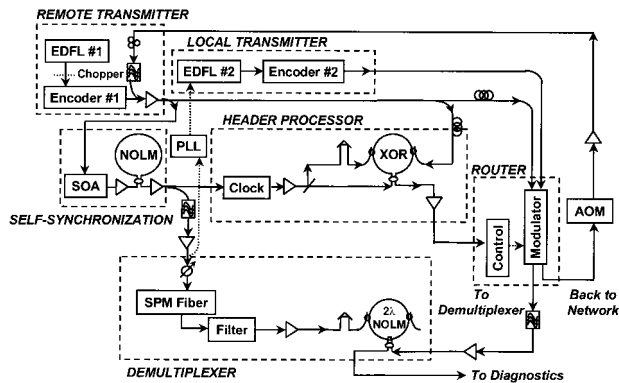 REMOTE TRANSMITTER
EDFL #1
Chopper
Encoder #1
LOCAL TRANSMITTER
EDFL #2
Encoder #2
PLL
HEADER PROCESSOR
NOLM
SOA
SELF-SYNCHRONIZATION
Clock
XOR
ROUTER
Control
Modulator
AOM
To
Demultiplexer
Back to
Network
SPM Fiber
Filter
2λ
NOLM
DEMULTIPLEXER
To Diagnostics